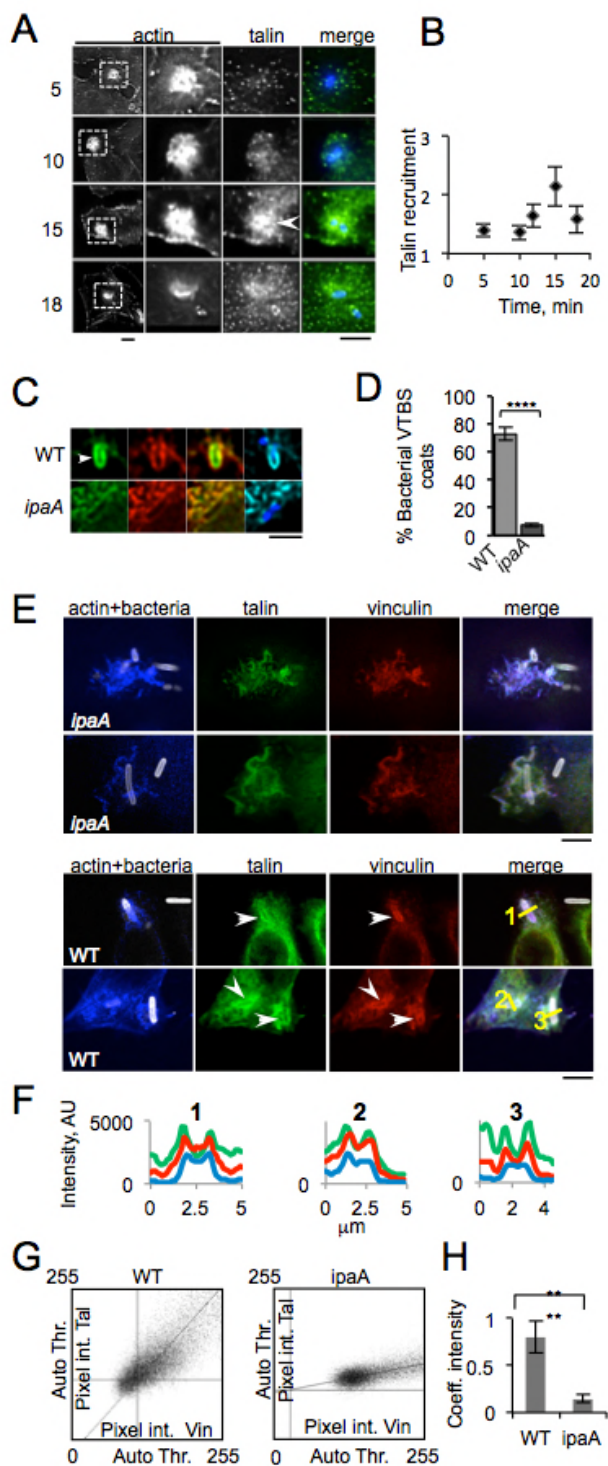 A
actin
talin
merge
5
10
15
18
B
Talin recruitment
3
2
1
0
5
10
15
20
Time, min
C
WT
ipaA
D
% Bacterial VTBS
coats
100
80
60
40
20
0
****
WT
ipaA
E
actin+bacteria
talin
vinculin
merge
ipaA
ipaA
actin+bacteria
talin
vinculin
merge
WT
1
WT
2
3
F
Intensity, AU
5000
0
1
0
2.5
5
2
0
0
2.5
5
3
0
0
2
4
μm
G
WT
255
Auto Thr.
Pixel int. Tal
Pixel int. Vin
0
Auto Thr.
255
ipaA
255
Auto Thr.
Pixel int. Tal
Pixel int. Vin
0
Auto Thr.
255
H
Coeff. intensity
1
0.5
0
**
**
WT
ipaA